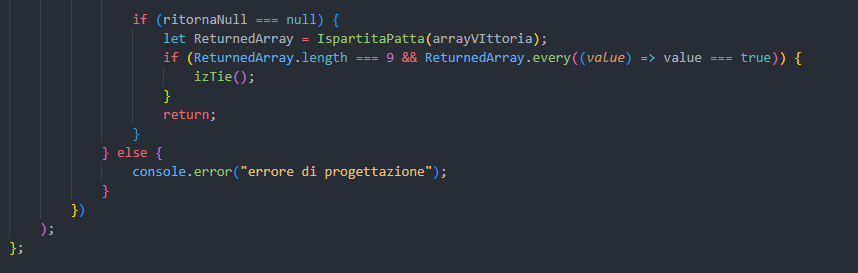 if (ritornaNull === null) {
let ReturnedArray = IspartitaPatta(arrayVIttoria);
if (ReturnedArray.length === 9 && ReturnedArray.every((value) => value === true)) {
izTie();
}
return;
}
} else {
console.error("errore di progettazione");
}
})
);
};